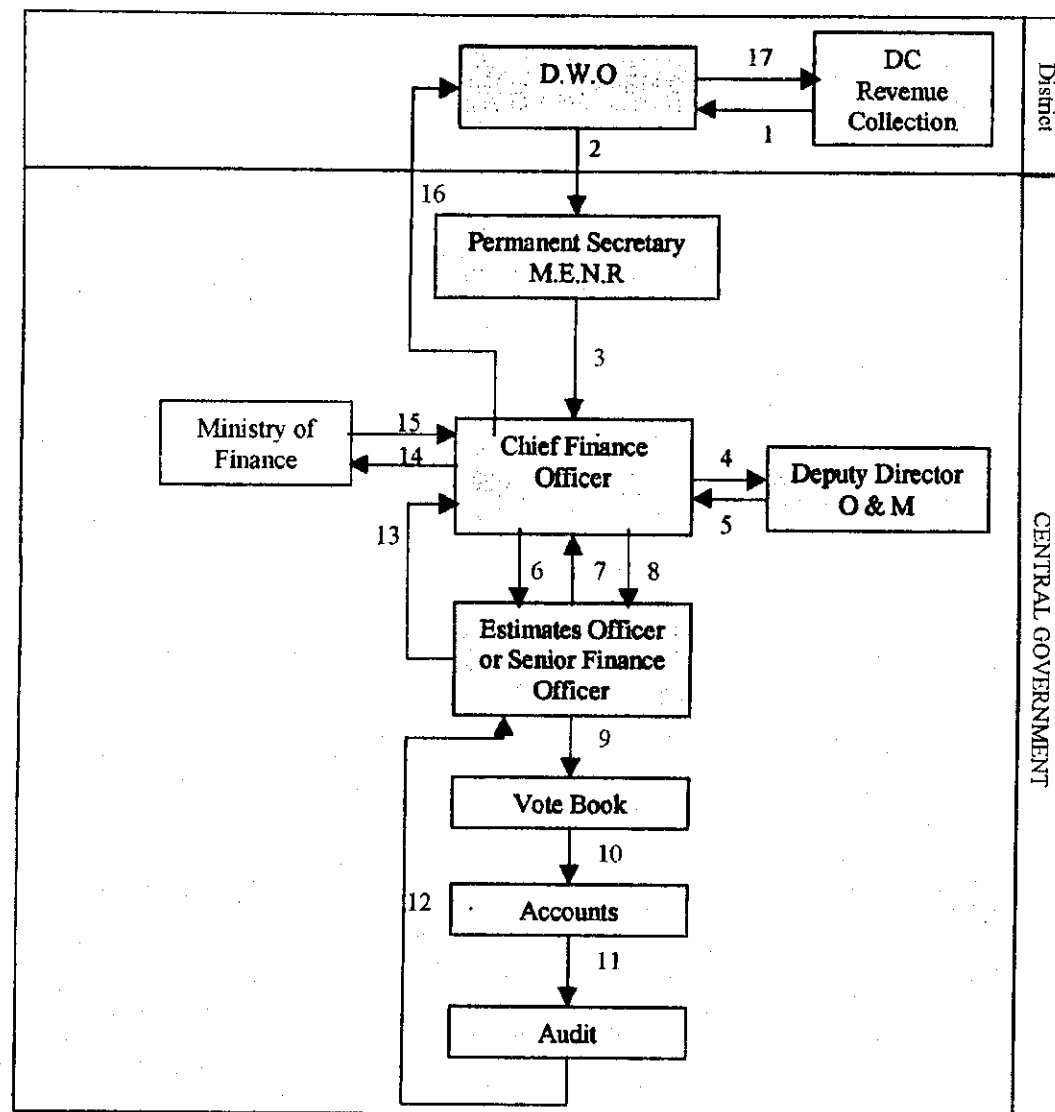 D.W.O
17
DC
Revenue
Collection
1
2
District
16
Permanent Secretary
M.E.N.R
3
Ministry of
Finance
15
14
Chief Finance
Officer
4
5
Deputy Director
O & M
13
6
7
8
Estimates Officer
or Senior Finance
Officer
CENTRAL GOVERNMENT
9
Vote Book
10
12
Accounts
11
Audit